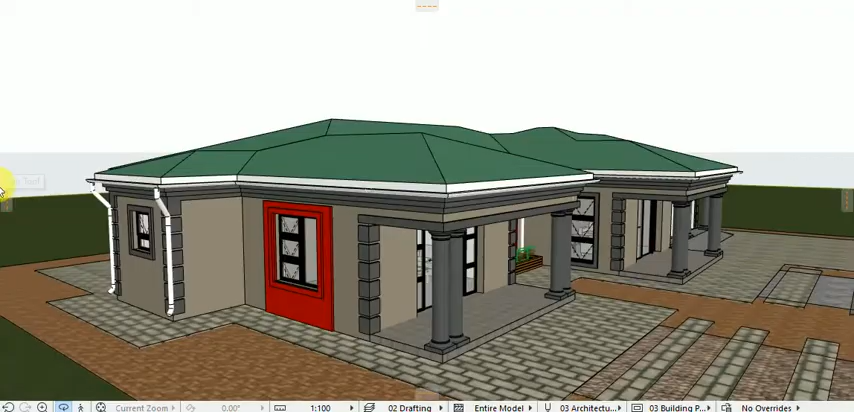 Current Zoom
0.00°
1:100
02 Drafting
Entire Model
03 Architectu...
03 Building P...
No Overrides